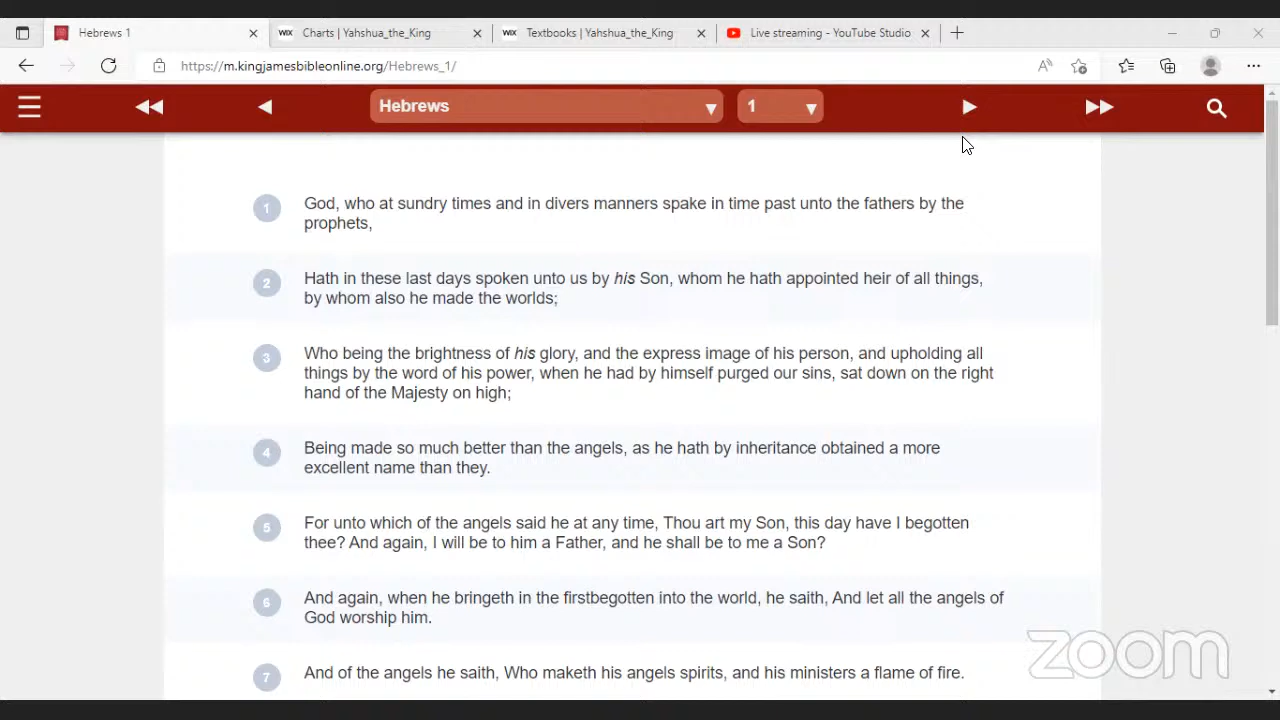 Hebrews 1
Charts | Yahshua_the_King
Textbooks | Yahshua_the_King
Live streaming - YouTube Studio
https://m.kingjamesbibleonline.org/Hebrews_1/
Hebrews
1
1
God, who at sundry times and in divers manners spake in time past unto the fathers by the
prophets,
2
Hath in these last days spoken unto us by his Son, whom he hath appointed heir of all things,
by whom also he made the worlds;
3
Who being the brightness of his glory, and the express image of his person, and upholding all
things by the word of his power, when he had by himself purged our sins, sat down on the right
hand of the Majesty on high;
4
Being made so much better than the angels, as he hath by inheritance obtained a more
excellent name than they.
5
For unto which of the angels said he at any time, Thou art my Son, this day have I begotten
thee? And again, I will be to him a Father, and he shall be to me a Son?
6
And again, when he bringeth in the firstbegotten into the world, he saith, And let all the angels of
God worship him.
7
And of the angels he saith, Who maketh his angels spirits, and his ministers a flame of fire.
zoom